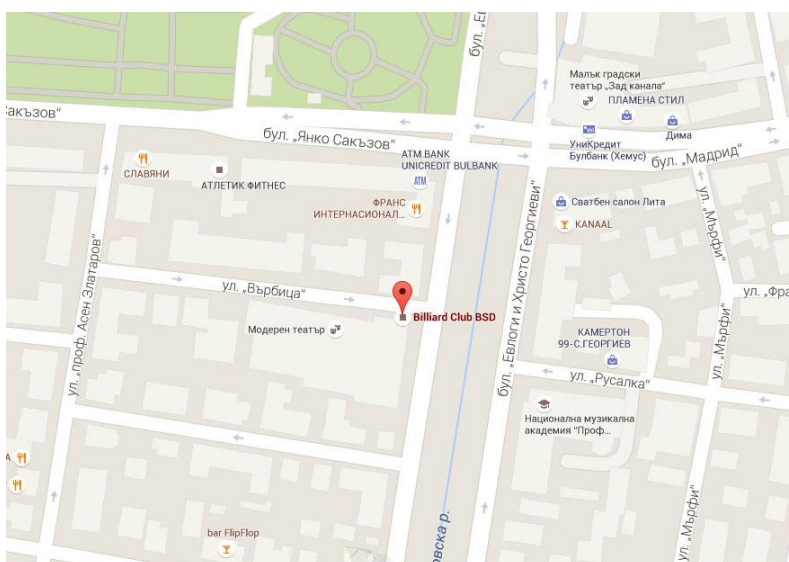 бул. „Ев
Малък градски
театър „Зад канала“
ПЛАМЕНА СТИЛ
Сакъзов“
бул. „Янко Сакъзов“
УниКредит
Булбанк (Хемус)
Дима
бул. „Мадрид“
СЛАВЯНИ
АТЛЕТИК ФИТНЕС
ATM BANK
UNICREDIT BULBANK
ATM
ФРАНС
ИНТЕРНАСИОНАЛ...
Сватбен салон Лита
KANAAL
ул. „Мърфи“
ул. „проф. Асен Златаров“
бул. „Евлоги и Христо Георгиеви“
ул. „Върбица“
ул. „Фра
Billiard Club BSD
Модерен театър
КАМЕРТОН
99-С.ГЕОРГИЕВ
ул. „Мърфи“
ул. „Русалка“
Национална музикална
академия "Проф...
А
bar FlipFlop
овска р.
ул. „Мърфи“